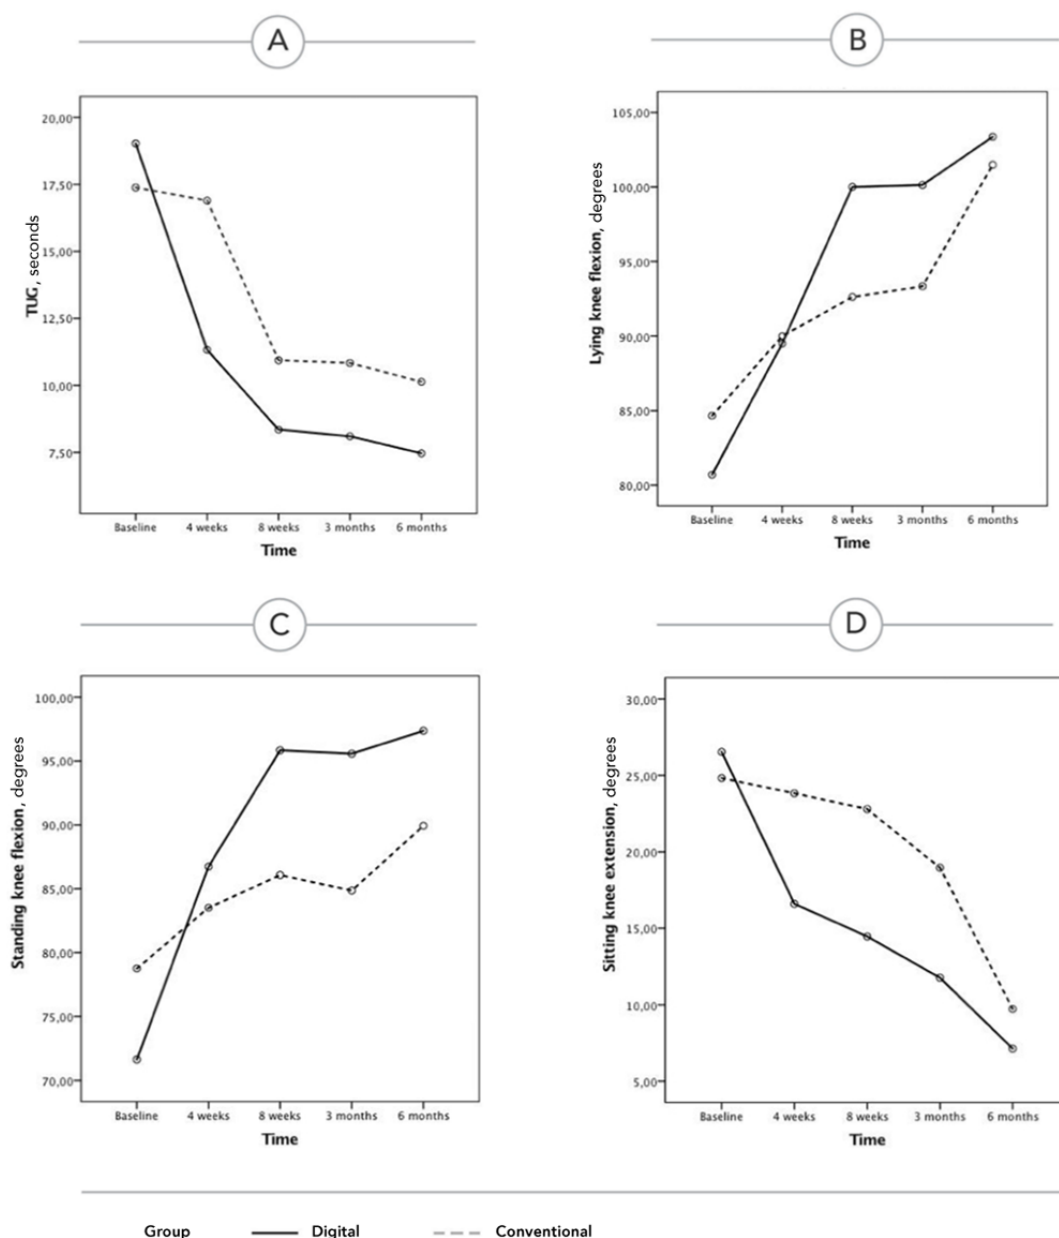 A
TUG, seconds
20,00
17,50
15,00
12,50
10,00
7,50
Baseline 4 weeks 8 weeks 3 months 6 months
Time
B
Lying knee flexion, degrees
105,00
100,00
95,00
90,00
85,00
80,00
Baseline 4 weeks 8 weeks 3 months 6 months
Time
C
Standing knee flexion, degrees
100,00
95,00
90,00
85,00
80,00
75,00
70,00
Baseline 4 weeks 8 weeks 3 months 6 months
Time
D
Sitting knee extension, degrees
30,00
25,00
20,00
15,00
10,00
5,00
Baseline 4 weeks 8 weeks 3 months 6 months
Time
Group Digital Conventional